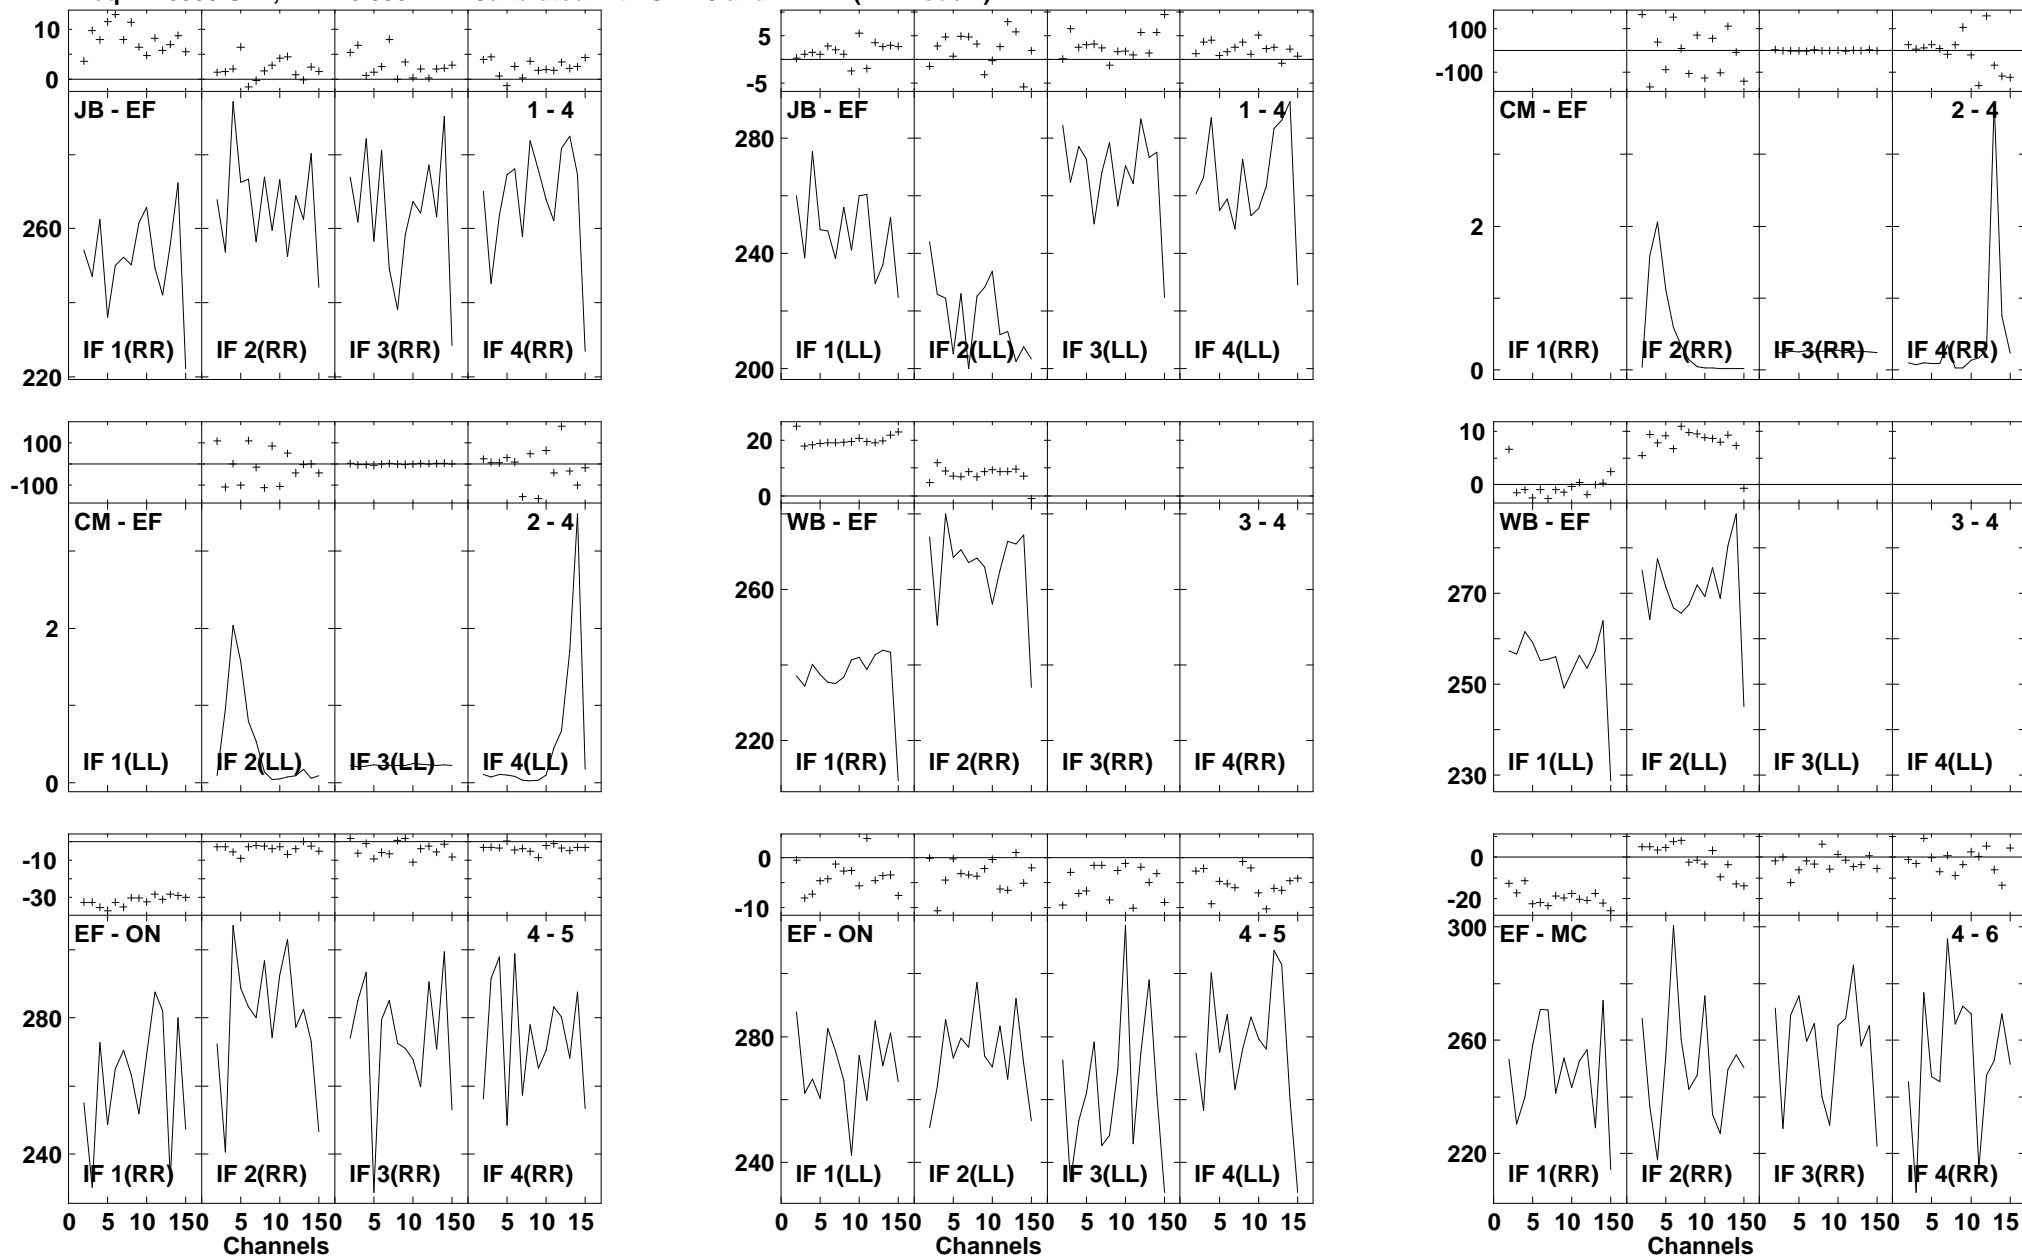 10
5
100
0
-5
-100
JB - EF
1 - 4
JB - EF
1 - 4
CM - EF
2 - 4
260
220
280
240
200
2
0
IF 1(RR)
IF 2(RR)
IF 3(RR)
IF 4(RR)
IF 1(LL)
IF 2(LL)
IF 3(LL)
IF 4(LL)
IF 1(RR)
IF 2(RR)
IF 3(RR)
IF 4(RR)
100
-100
20
0
10
0
CM - EF
2 - 4
WB - EF
3 - 4
WB - EF
3 - 4
2
0
260
220
270
250
230
IF 1(LL)
IF 2(LL)
IF 3(LL)
IF 4(LL)
IF 1(RR)
IF 2(RR)
IF 3(RR)
IF 4(RR)
IF 1(LL)
IF 2(LL)
IF 3(LL)
IF 4(LL)
-10
-30
0
-10
0
-20
EF - ON
4 - 5
EF - ON
4 - 5
EF - MC
4 - 6
280
240
280
240
300
260
220
IF 1(RR)
IF 2(RR)
IF 3(RR)
IF 4(RR)
IF 1(LL)
IF 2(LL)
IF 3(LL)
IF 4(LL)
IF 1(RR)
IF 2(RR)
IF 3(RR)
IF 4(RR)
0 5 10 150 5 10 150 5 10 150 5 10 15
0 5 10 150 5 10 150 5 10 150 5 10 15
0 5 10 150 5 10 150 5 10 150 5 10 15
Channels
Channels
Channels